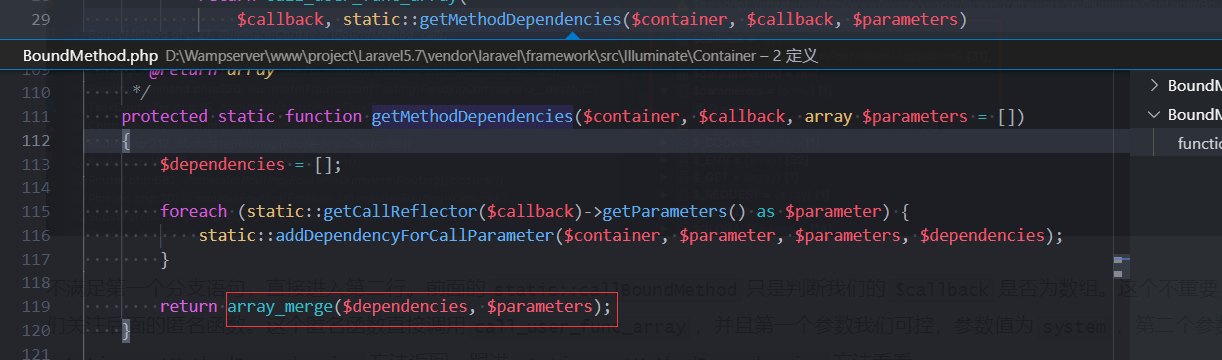 29 $callback, static::getMethodDependencies($container, $callback, $parameters)
BoundMethod.php D:\Wampserver\www\project\Laravel5.7\vendor\laravel\framework\src\Illuminate\Container – 2 定义
109 @return array
110 */
111 protected static function getMethodDependencies($container, $callback, array $parameters = [])
112 {
113 $dependencies = [];
114
115 foreach (static::getCallReflector($callback)->getParameters() as $parameter) {
116 static::addDependencyForCallParameter($container, $parameter, $parameters, $dependencies);
117 }
118
119 return array_merge($dependencies, $parameters);
120 }
121
BoundM
BoundM
functio
只是判断我们的 $callback 是否为数组。这个不重要
并且第一个参数我们可控，参数值为 system ，第二个参